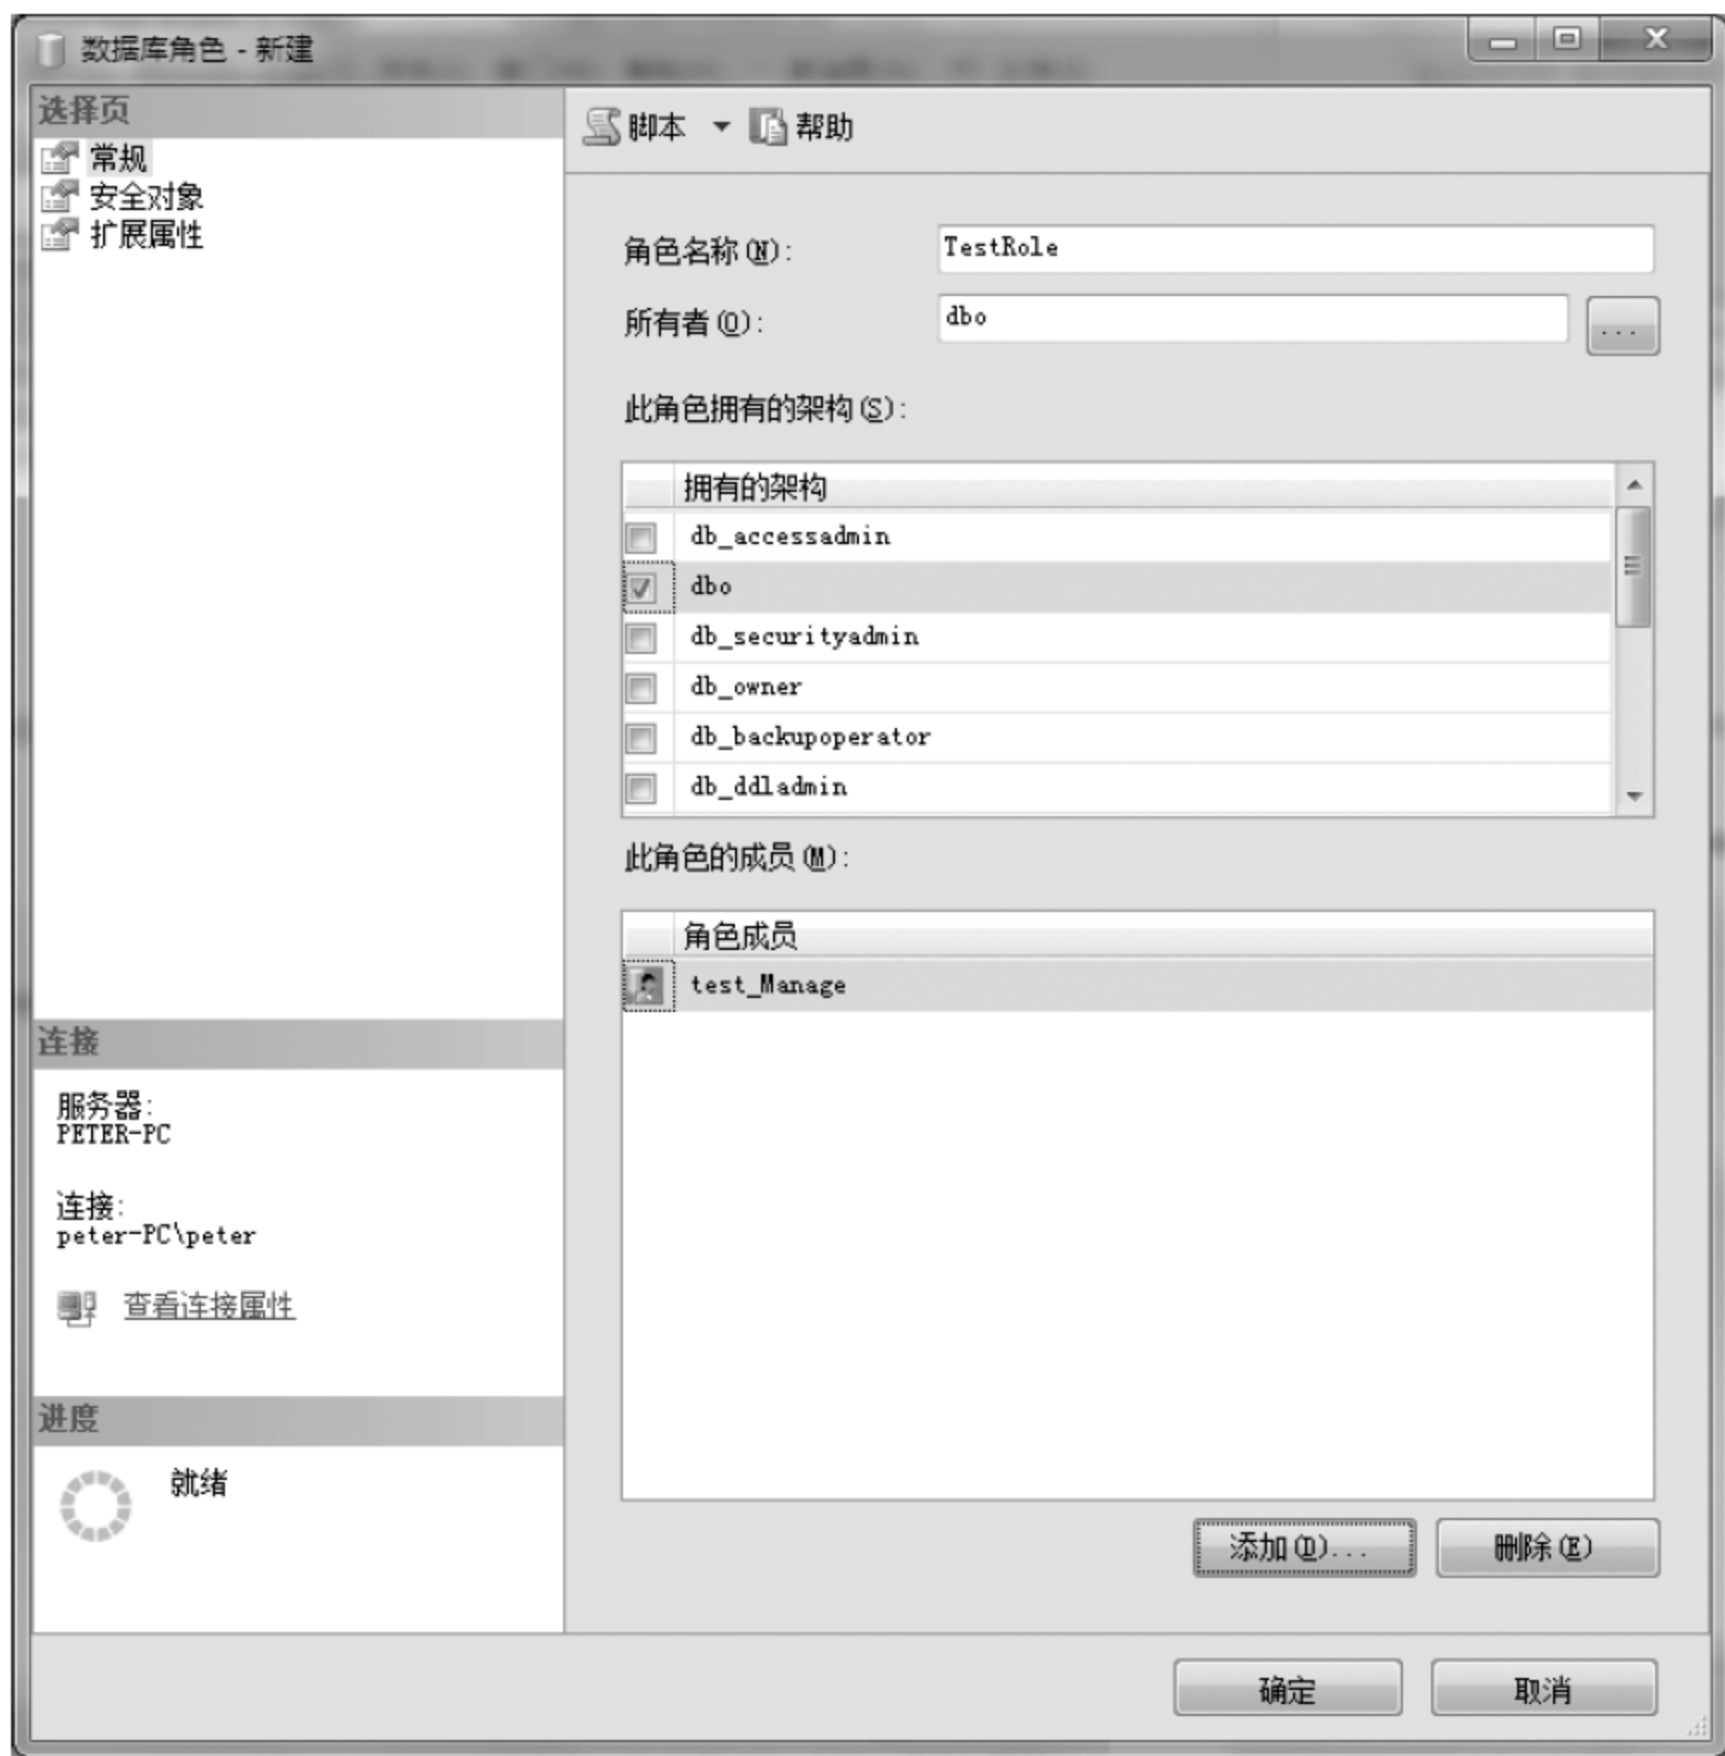 数据库角色 - 新建
选择页
常规
安全对象
扩展属性
脚本 帮助
角色名称(N): TestRole
所有者(O): dbo ...
此角色拥有的架构(S):
拥有的架构
db_accessadmin
dbo
db_securityadmin
db_owner
db_backupoperator
db_ddladmin
此角色的成员(M):
角色成员
test_Manage
连接
服务器:
PETER-PC
连接:
peter-PC\peter
查看连接属性
进度
就绪
添加(D)... 删除(E)
确定 取消